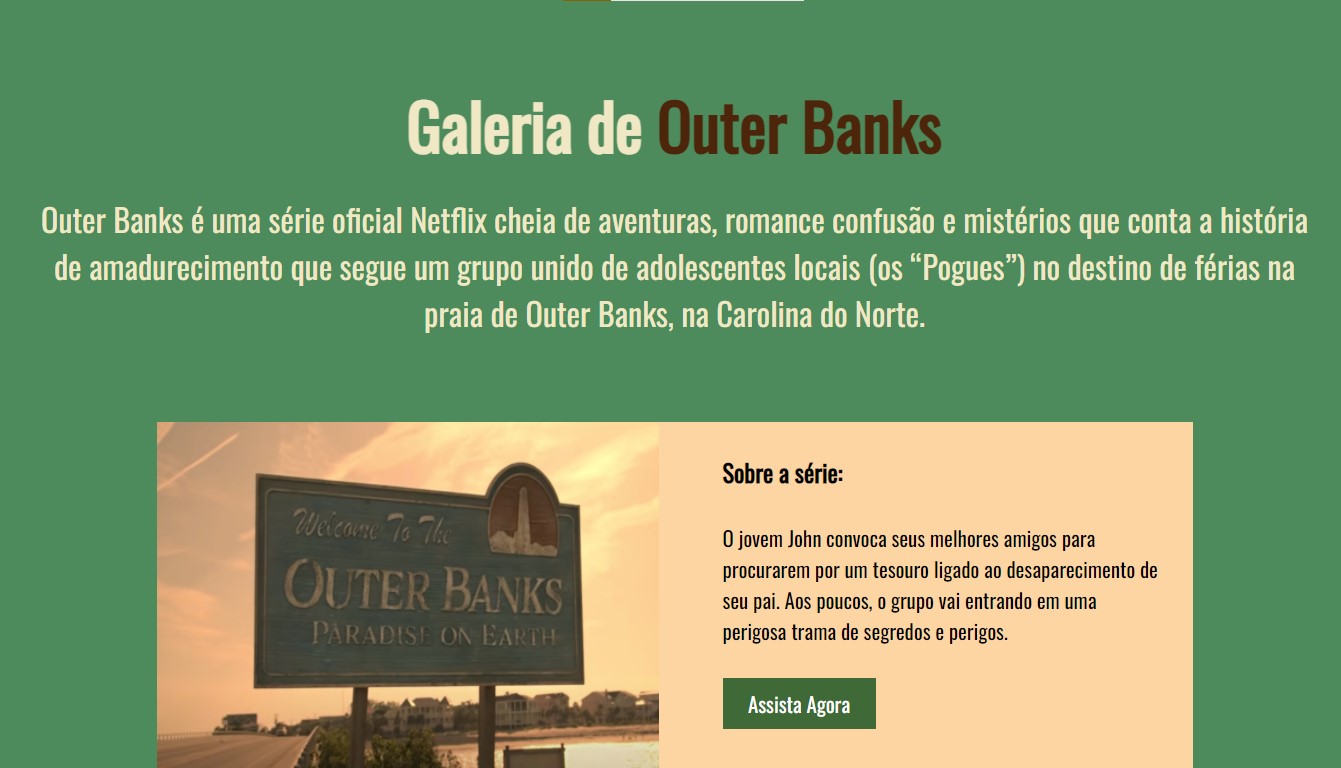 Galeria de Outer Banks
Outer Banks é uma série oficial Netflix cheia de aventuras, romance confusão e mistérios que conta a história
de amadurecimento que segue um grupo unido de adolescentes locais (os “Pogues”) no destino de férias na
praia de Outer Banks, na Carolina do Norte.
Welcome To The
OUTER BANKS
PARADISE ON EARTH
Sobre a série:
O jovem John convoca seus melhores amigos para
procurarem por um tesouro ligado ao desaparecimento de
seu pai. Aos poucos, o grupo vai entrando em uma
perigosa trama de segredos e perigos.
Assista Agora